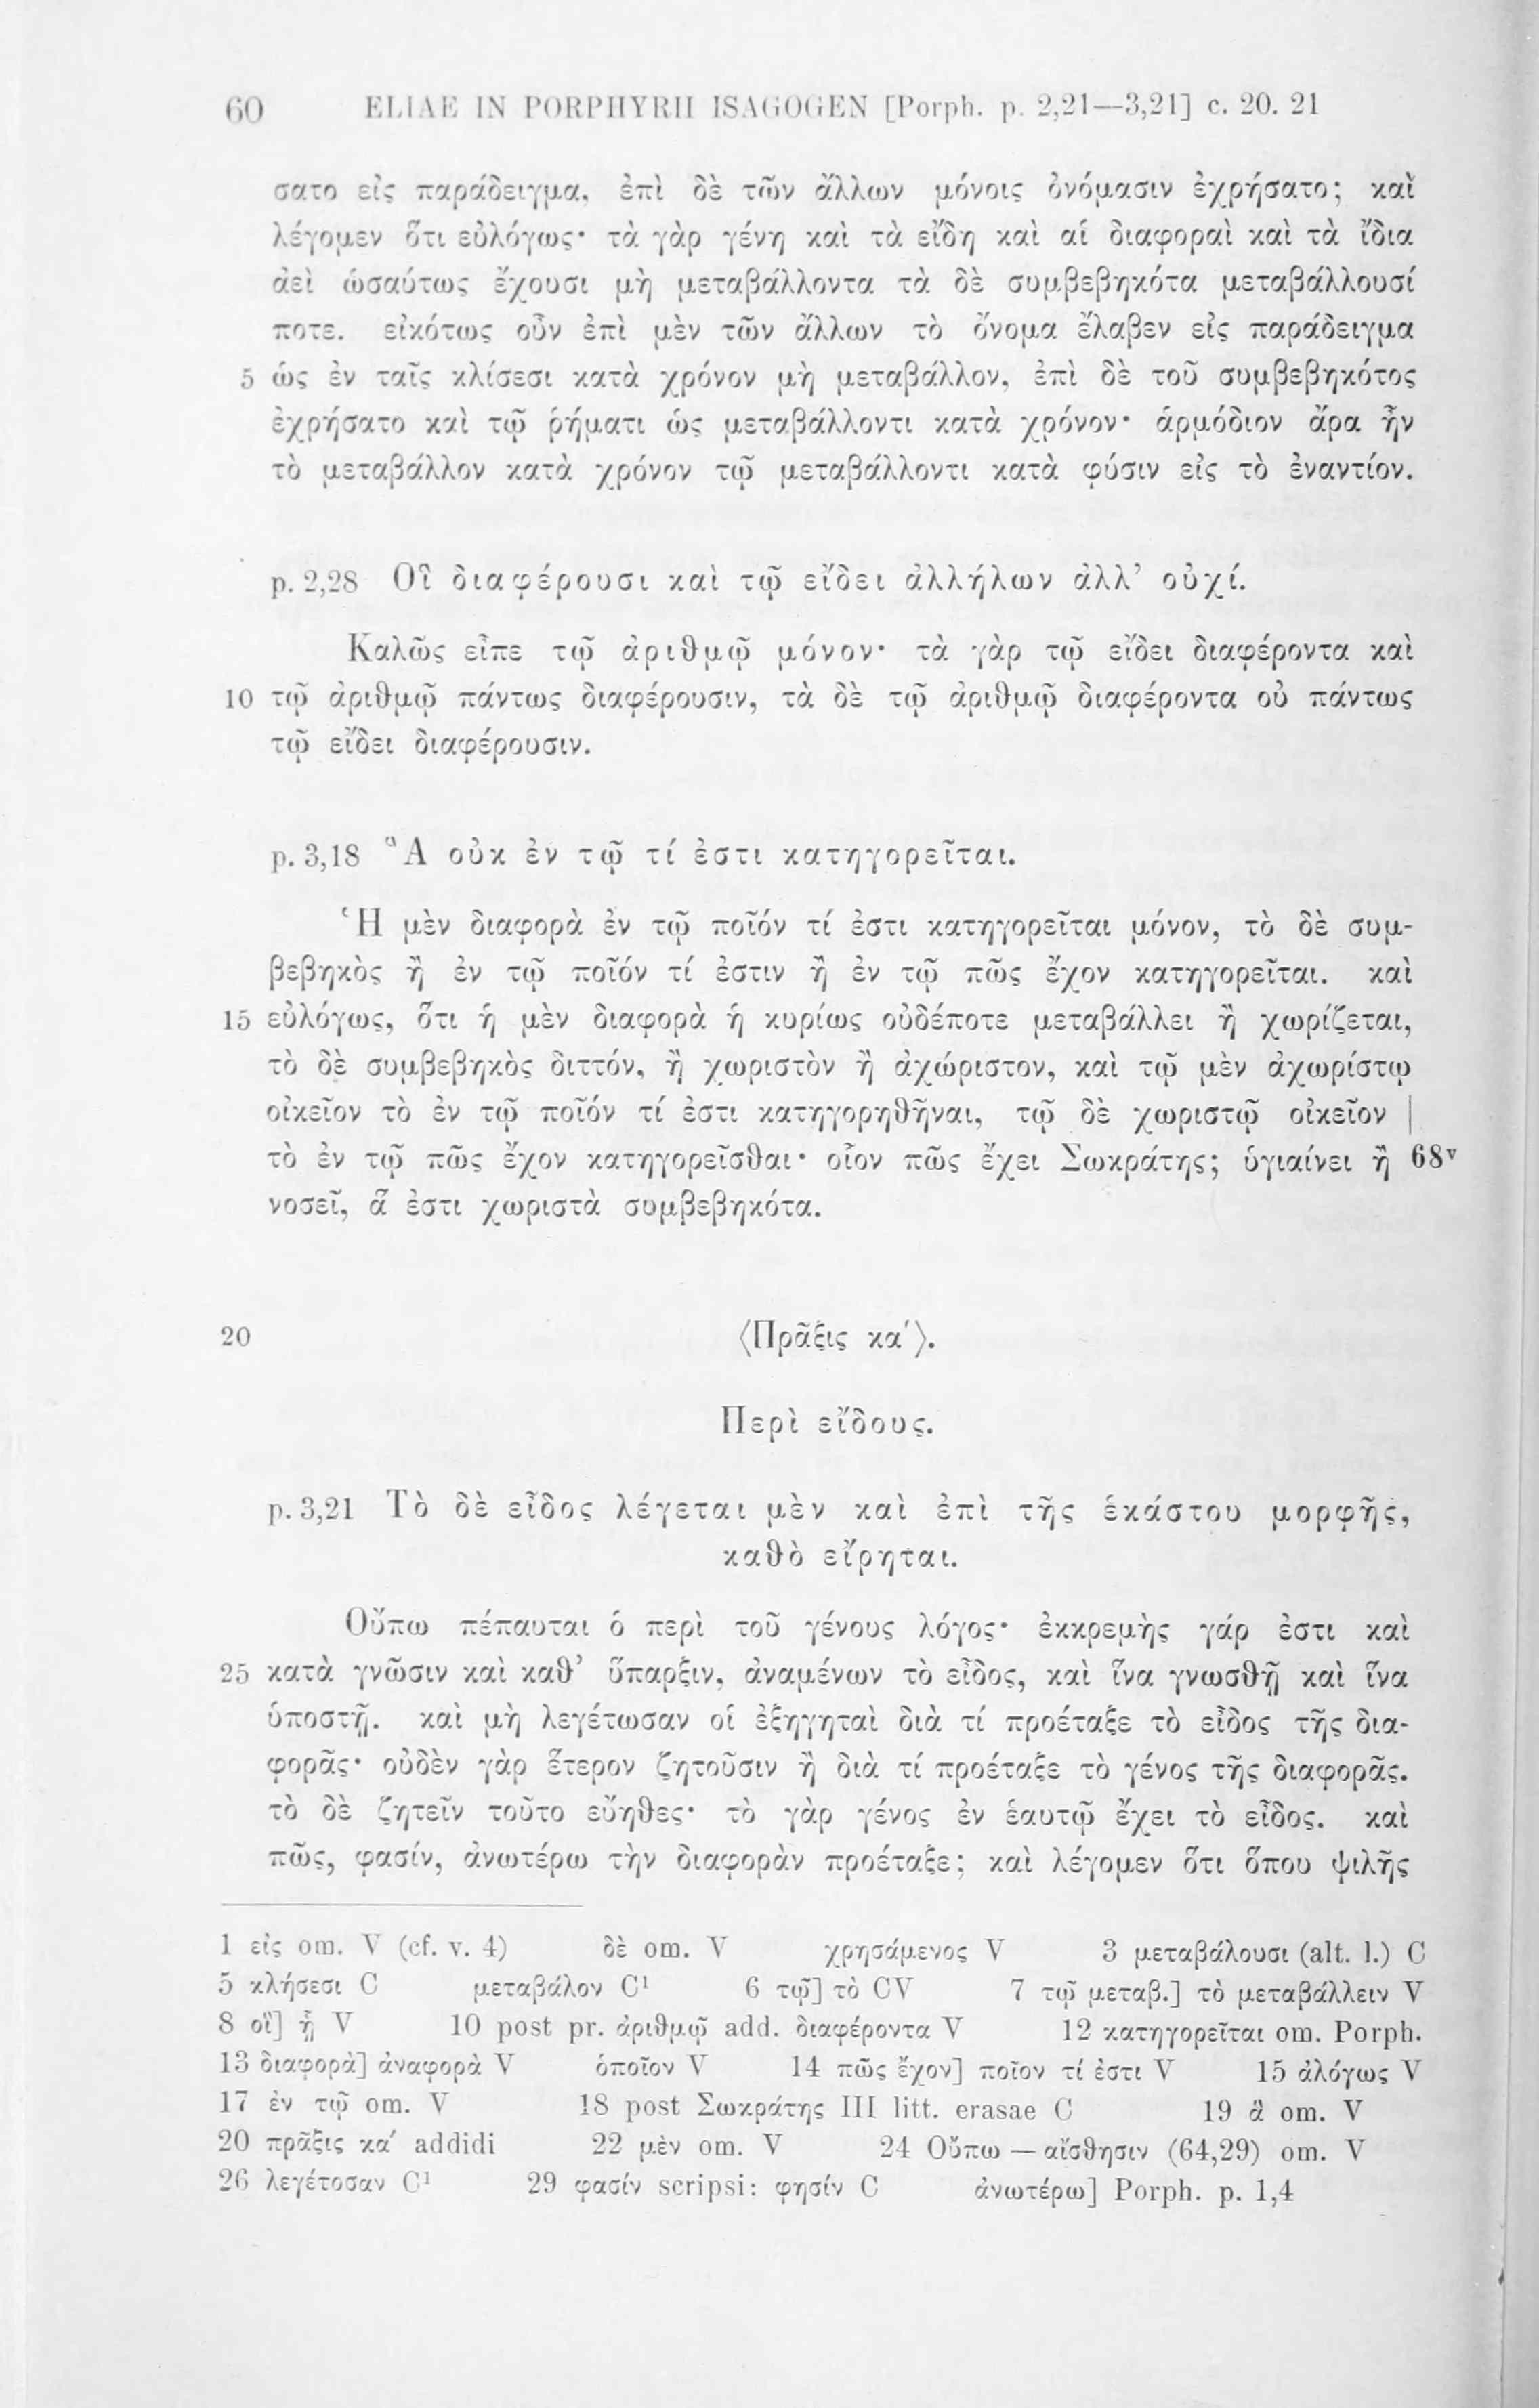 60 ELIAE IN PORPHYRII ISAGOGEN [Porph. p. 2,21—3,21] c. 20. 21
σατο εἰς παράδειγμα, ἐπὶ δὲ τῶν ἄλλων μόνοις ὀνόμασιν ἐχρήσατο; καὶ
λέγομεν ὅτι εὐλόγως· τὰ γὰρ γένη καὶ τὰ εἴδη καὶ αἱ διαφοραὶ καὶ τὰ ἴδια
ἀεὶ ὡσαύτως ἔχουσι μὴ μεταβάλλοντα τὰ δὲ συμβεβηκότα μεταβάλλουσί
ποτε. εἰκότως οὖν ἐπὶ μὲν τῶν ἄλλων τὸ ὄνομα ἔλαβεν εἰς παράδειγμα
5 ὡς ἐν ταῖς κλίσεσι κατὰ χρόνον μὴ μεταβάλλον, ἐπὶ δὲ τοῦ συμβεβηκότος
ἐχρήσατο καὶ τῷ ῥήματι ὡς μεταβάλλοντι κατὰ χρόνον· ἁρμόδιον ἄρα ἦν
τὸ μεταβάλλον κατὰ χρόνον τῷ μεταβάλλοντι κατὰ φύσιν εἰς τὸ ἐναντίον.
p. 2,28 Οἳ διαφέρουσι καὶ τῷ εἴδει ἀλλήλων ἀλλ’ οὐχί.
Καλῶς εἶπε τῷ ἀριθμῷ μόνον· τὰ γὰρ τῷ εἴδει διαφέροντα καὶ
10 τῷ ἀριθμῷ πάντως διαφέρουσιν, τὰ δὲ τῷ ἀριθμῷ διαφέροντα οὐ πάντως
τῷ εἴδει διαφέρουσιν.
p. 3,18 Ἃ οὐκ ἐν τῷ τί ἐστι κατηγορεῖται.
Ἡ μὲν διαφορὰ ἐν τῷ ποῖόν τί ἐστι κατηγορεῖται μόνον, τὸ δὲ συμ-
βεβηκὸς ἢ ἐν τῷ ποῖόν τί ἐστιν ἢ ἐν τῷ πῶς ἔχον κατηγορεῖται. καὶ
15 εὐλόγως, ὅτι ἡ μὲν διαφορὰ ἡ κυρίως οὐδέποτε μεταβάλλει ἢ χωρίζεται,
τὸ δὲ συμβεβηκὸς διττόν, ἢ χωριστὸν ἢ ἀχώριστον, καὶ τῷ μὲν ἀχωρίστῳ
οἰκεῖον τὸ ἐν τῷ ποῖόν τί ἐστι κατηγορηθῆναι, τῷ δὲ χωριστῷ οἰκεῖον |
τὸ ἐν τῷ πῶς ἔχον κατηγορεῖσθαι· οἷον πῶς ἔχει Σωκράτης; ὑγιαίνει ἢ 68ᵛ
νοσεῖ, ἅ ἐστι χωριστὰ συμβεβηκότα.
20 〈Πρᾶξις κα′〉.
Περὶ εἴδους.
p. 3,21 Τὸ δὲ εἶδος λέγεται μὲν καὶ ἐπὶ τῆς ἑκάστου μορφῆς,
καθὸ εἴρηται.
Οὔπω πέπαυται ὁ περὶ τοῦ γένους λόγος· ἐκκρεμὴς γάρ ἐστι καὶ
25 κατὰ γνῶσιν καὶ καθ’ ὕπαρξιν, ἀναμένων τὸ εἶδος, καὶ ἵνα γνωσθῇ καὶ ἵνα
ὑποστῇ. καὶ μὴ λεγέτωσαν οἱ ἐξηγηταὶ διὰ τί προέταξε τὸ εἶδος τῆς δια-
φορᾶς· οὐδὲν γὰρ ἕτερον ζητοῦσιν ἢ διὰ τί προέταξε τὸ γένος τῆς διαφορᾶς.
τὸ δὲ ζητεῖν τοῦτο εὔηθες· τὸ γὰρ γένος ἐν ἑαυτῷ ἔχει τὸ εἶδος. καὶ
πῶς, φασίν, ἀνωτέρω τὴν διαφορὰν προέταξε; καὶ λέγομεν ὅτι ὅπου ψιλῆς
1 εἰς om. V (cf. v. 4) δὲ om. V χρησάμενος V 3 μεταβάλουσι (alt. l.) C
5 κλήσεσι C μεταβάλον C¹ 6 τῷ] τὸ CV 7 τῷ μεταβ.] τὸ μεταβάλλειν V
8 οἳ] ᾗ V 10 post pr. ἀριθμῷ add. διαφέροντα V 12 κατηγορεῖται om. Porph.
13 διαφορὰ] ἀναφορὰ V ὁποῖον V 14 πῶς ἔχον] ποῖον τί ἐστι V 15 ἀλόγως V
17 ἐν τῷ om. V 18 post Σωκράτης III litt. erasae C 19 ἅ om. V
20 πρᾶξις κα′ addidi 22 μὲν om. V 24 Οὔπω — αἴσθησιν (64,29) om. V
26 λεγέτοσαν C¹ 29 φασίν scripsi: φησίν C ἀνωτέρω] Porph. p. 1,4